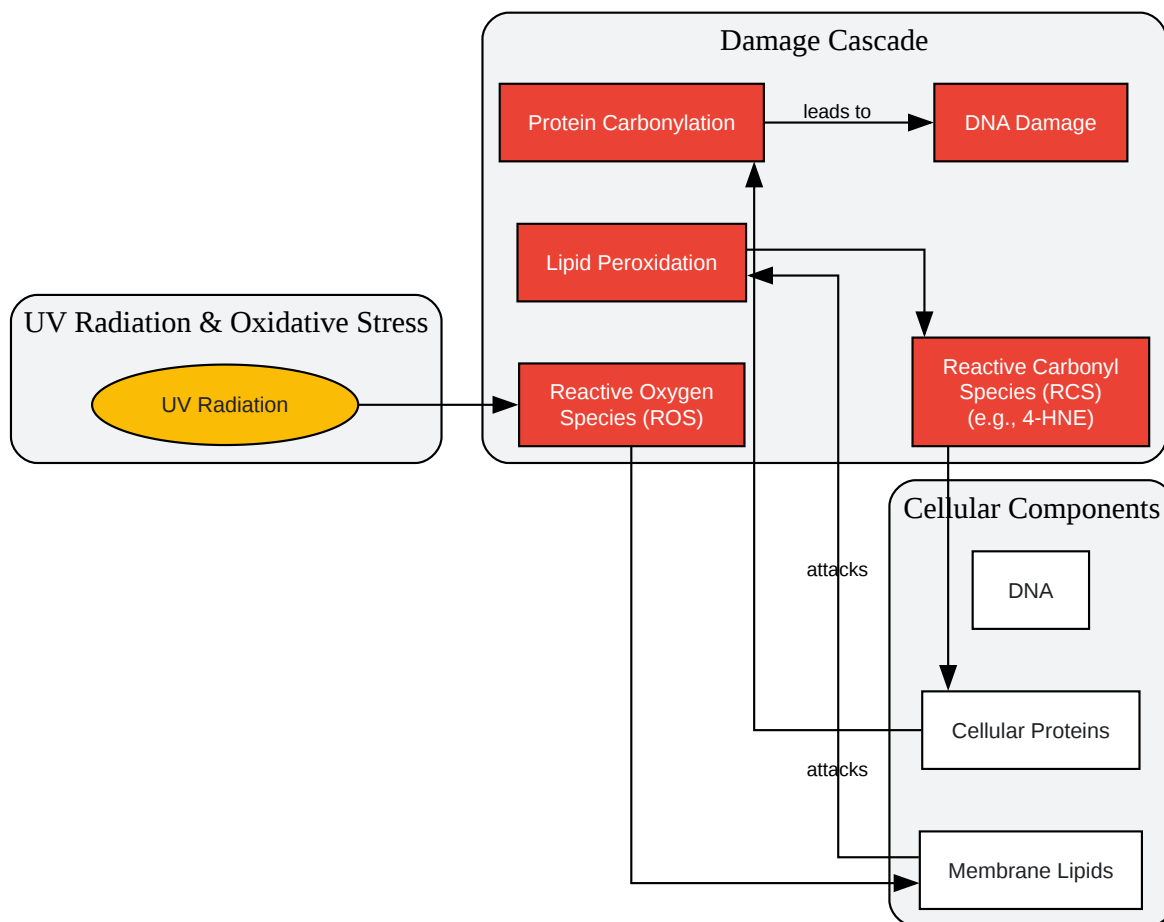 Damage Cascade
Protein Carbonylation
leads to
DNA Damage
Lipid Peroxidation
UV Radiation & Oxidative Stress
UV Radiation
Reactive Oxygen
Species (ROS)
Reactive Carbonyl
Species (RCS)
(e.g., 4-HNE)
Cellular Components
attacks
DNA
Cellular Proteins
attacks
Membrane Lipids